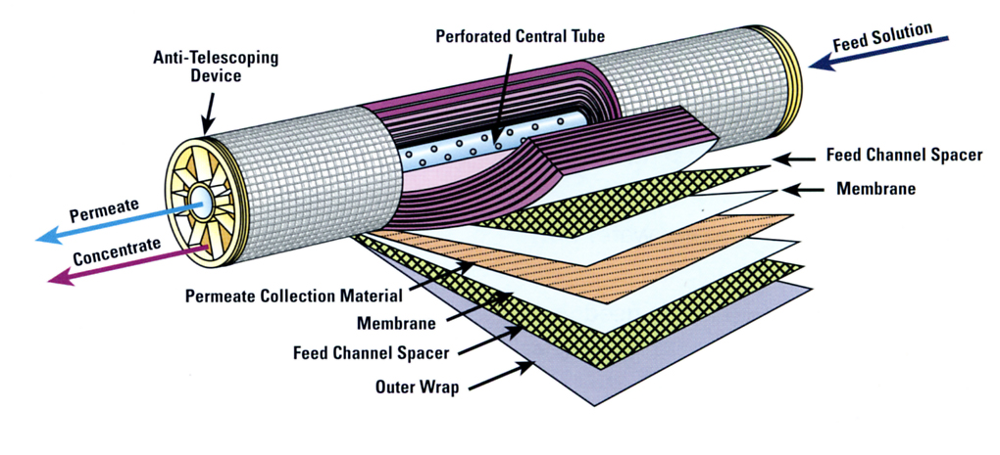 Perforated Central Tube
Feed Solution
Anti-Telescoping
Device
Feed Channel Spacer
Membrane
Permeate
Concentrate
Permeate Collection Material
Membrane
Feed Channel Spacer
Outer Wrap